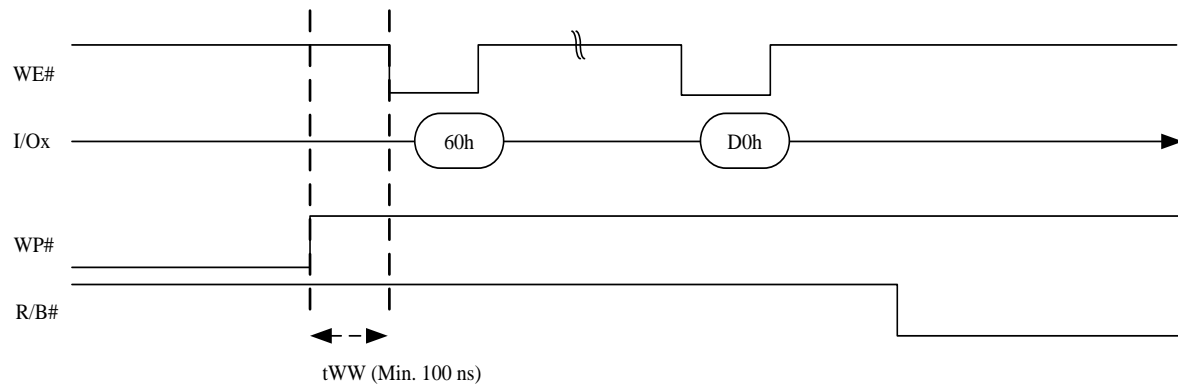 WE#
I/Ox
60h
D0h
WP#
R/B#
tWW (Min. 100 ns)